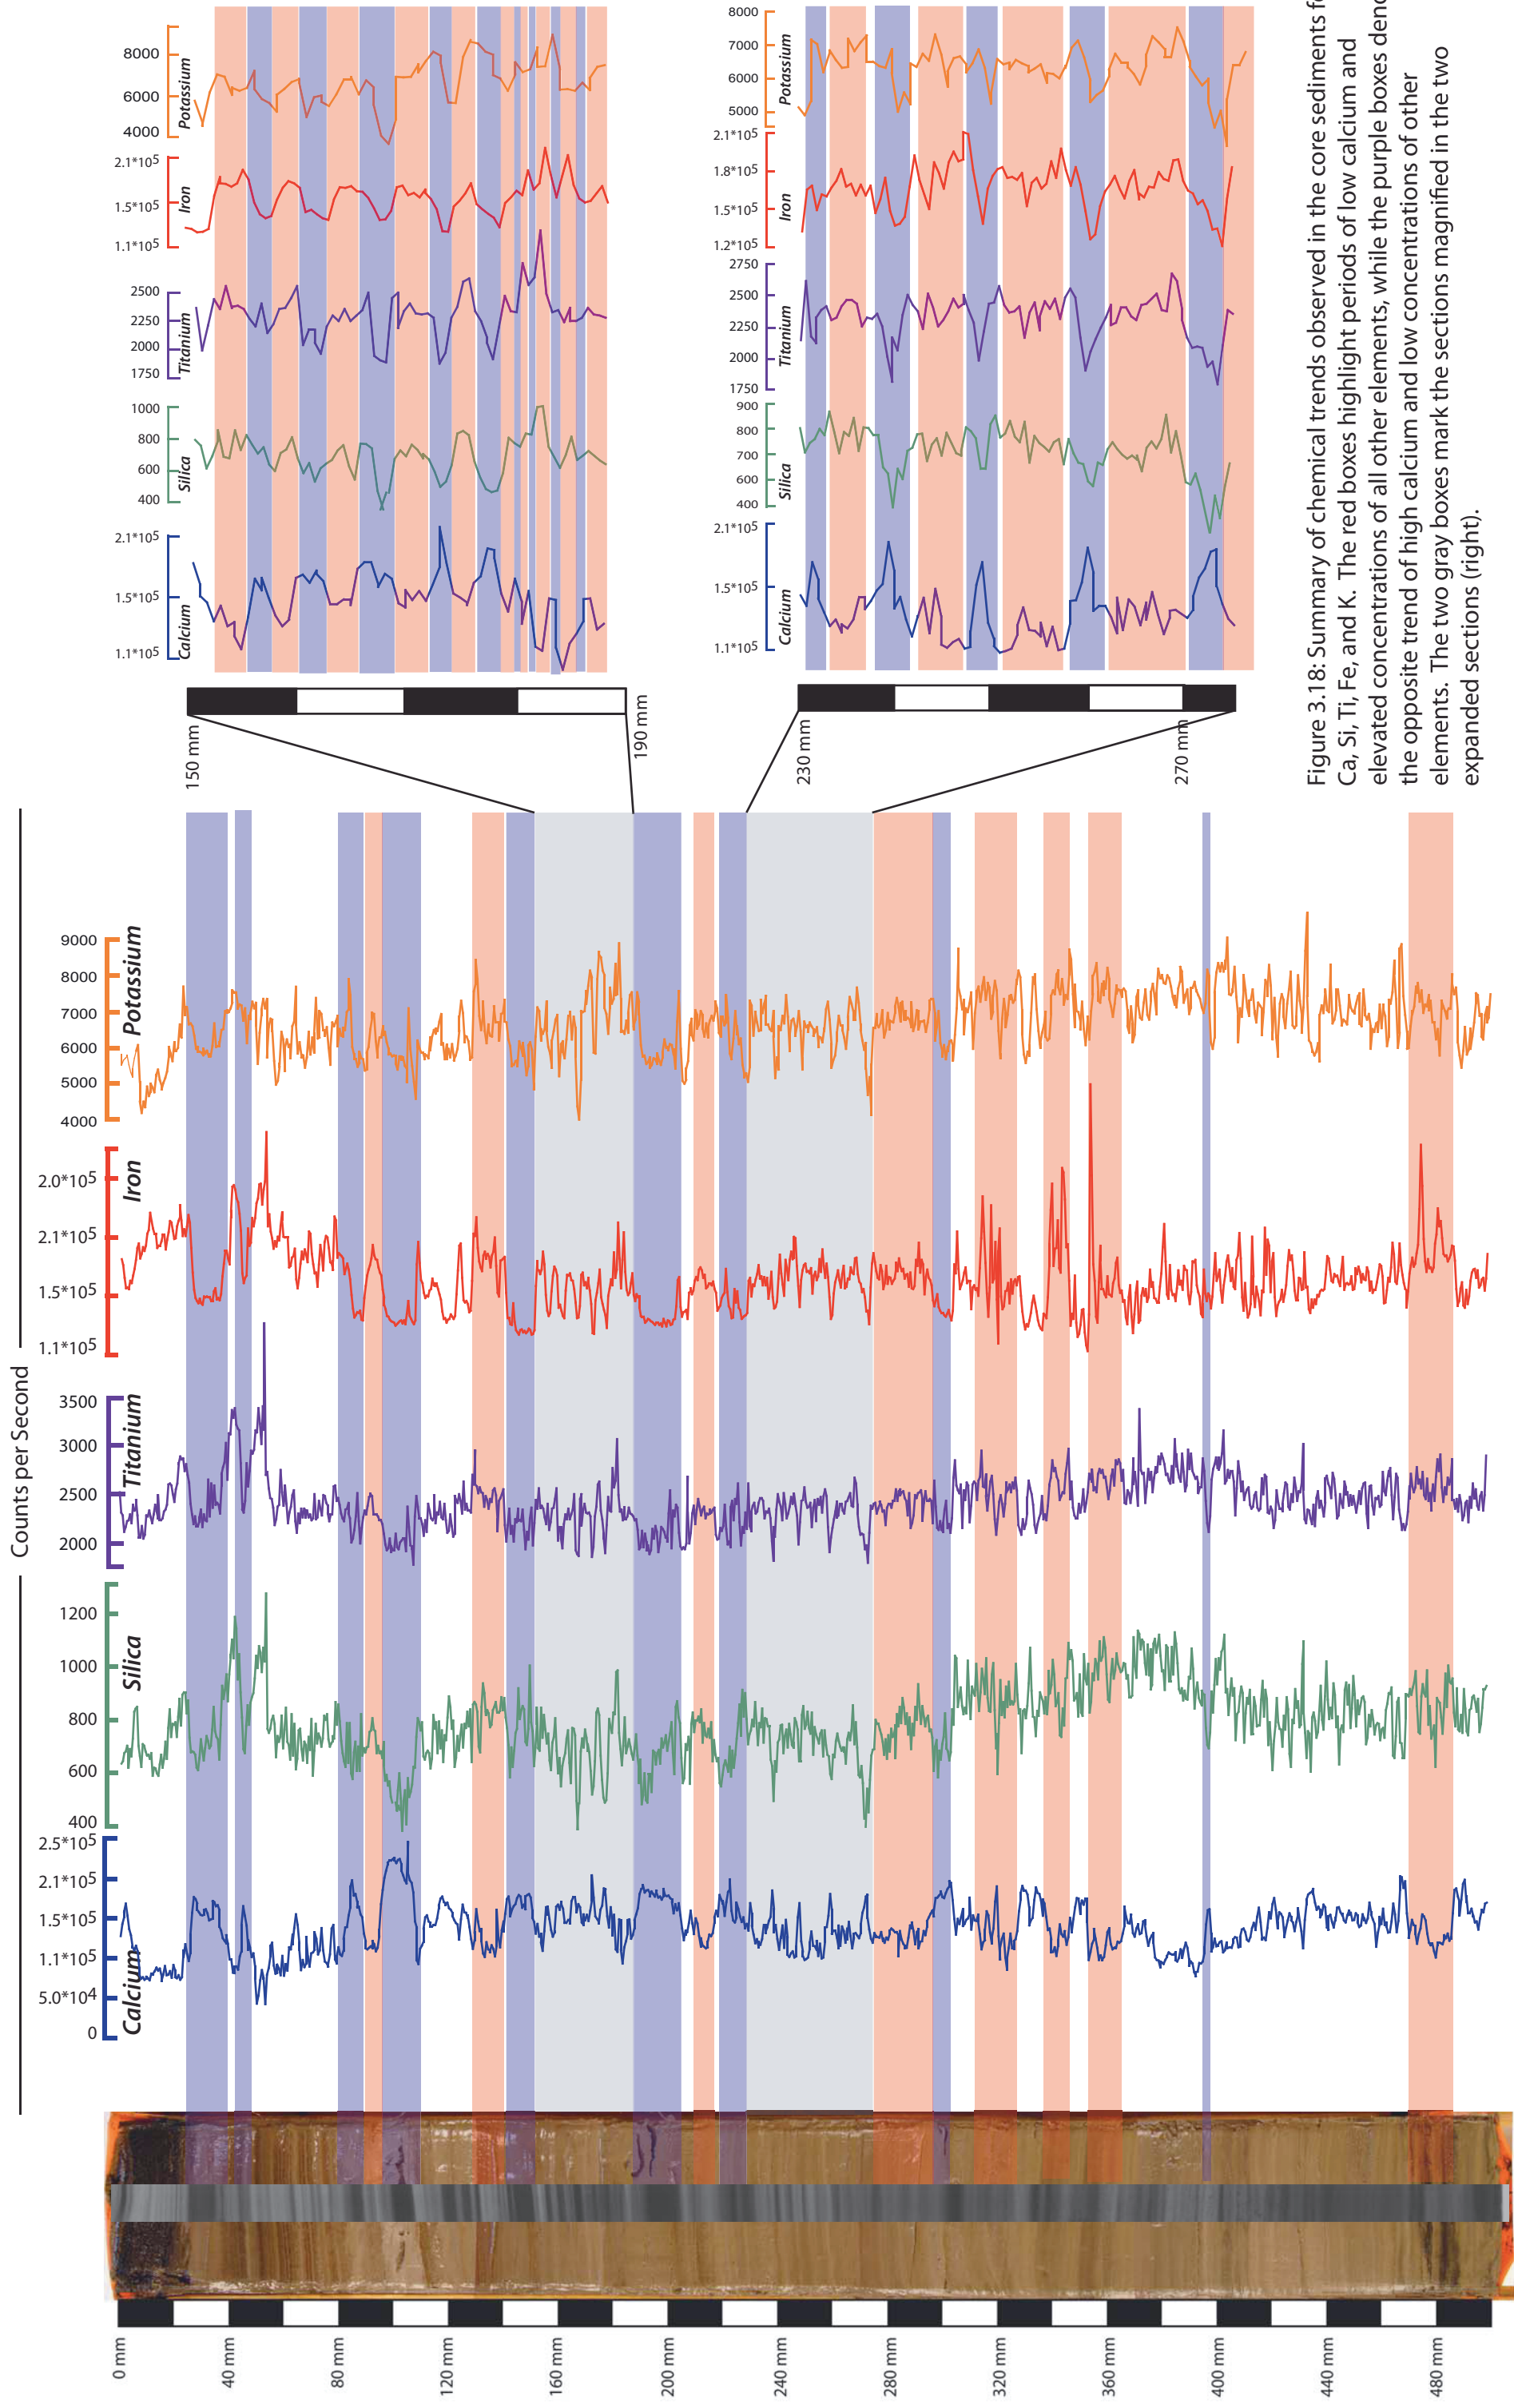 Counts per Second
9000
8000
7000
6000
5000
4000
Potassium
2.0*10⁵
2.1*10⁵
1.5*10⁵
1.1*10⁵
Iron
3500
3000
2500
2000
Titanium
1200
1000
800
600
400
Silica
2.5*10⁵
2.1*10⁵
1.5*10⁵
1.1*10⁵
5.0*10⁴
0
Calcium
0 mm
40 mm
80 mm
120 mm
160 mm
200 mm
240 mm
280 mm
320 mm
360 mm
400 mm
440 mm
480 mm
8000
6000
4000
Potassium
2.1*10⁵
1.5*10⁵
1.1*10⁵
Iron
2500
2250
2000
1750
Titanium
1000
800
600
400
Silica
2.1*10⁵
1.5*10⁵
1.1*10⁵
Calcium
150 mm
190 mm
8000
7000
6000
5000
Potassium
2.1*10⁵
1.8*10⁵
1.5*10⁵
1.2*10⁵
Iron
2750
2500
2250
2000
1750
Titanium
900
800
700
600
400
Silica
2.1*10⁵
1.5*10⁵
1.1*10⁵
Calcium
230 mm
270 mm
Figure 3.18: Summary of chemical trends observed in the core sediments
Ca, Si, Ti, Fe, and K. The red boxes highlight periods of low calcium and
elevated concentrations of all other elements, while the purple boxes
the opposite trend of high calcium and low concentrations of other
elements. The two gray boxes mark the sections magnified in the two
expanded sections (right).